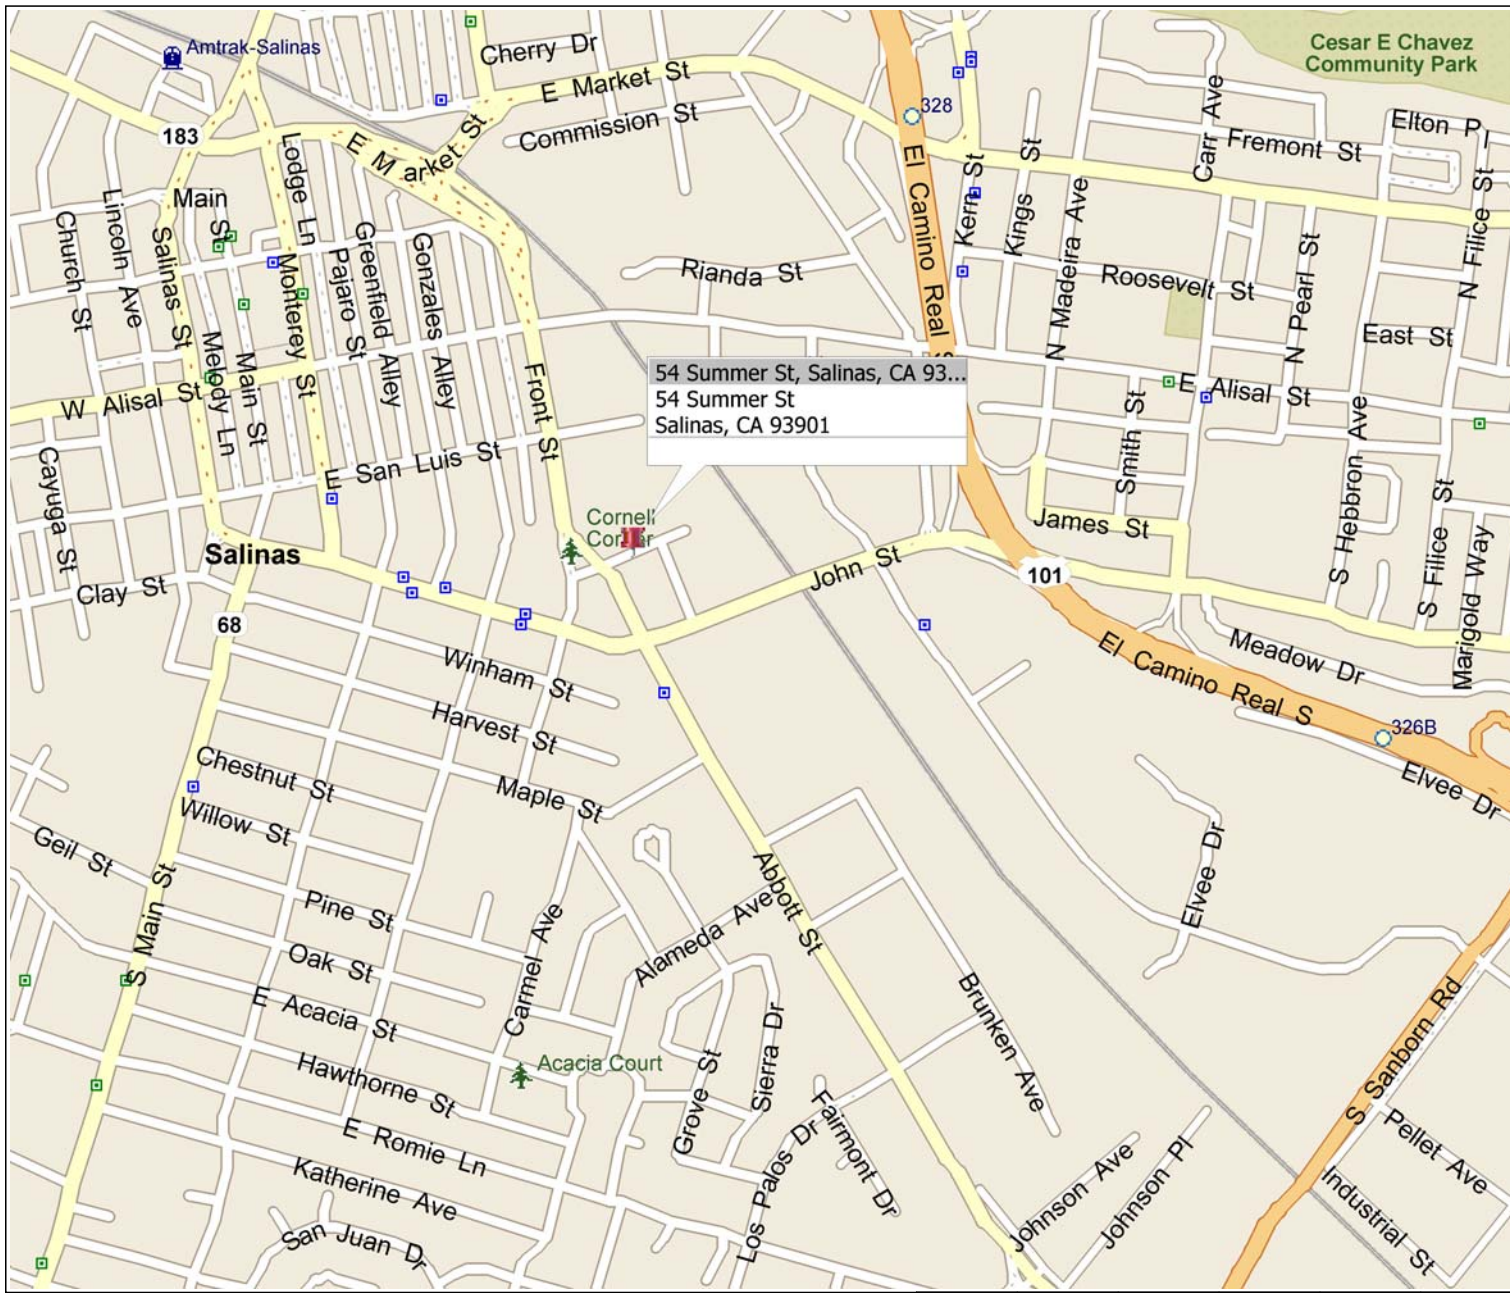 Amtrak-Salinas
Cherry Dr
E Market St
Commission St
328
Cesar E Chavez
Community Park
Elton Pl
Fremont St
Carr Ave
183
E Market St
Lodge Ln
Main St
Lincoln Ave
Church St
Salinas St
Monterey St
Pajaro St
Greenfield Alley
Gonzales Alley
El Camino Real S
Kern St
Kings St
N Madeira Ave
Rianda St
Roosevelt St
N Pearl St
N Filice St
East St
Melody Ln
Main St
W Alisal St
Front St
54 Summer St, Salinas, CA 93...
54 Summer St
Salinas, CA 93901
E Alisal St
Smith St
S Hebbron Ave
S Filice St
Marigold Way
Cayuga St
E San Luis St
Cornell
Corner
James St
Salinas
Clay St
John St
101
68
Winham St
Meadow Dr
El Camino Real S
326B
Elvee Dr
Harvest St
Chestnut St
Maple St
Willow St
Geil St
Elvee Dr
Abbott St
S Main St
Pine St
Alameda Ave
Oak St
Carmel Ave
E Acacia St
Brunken Ave
S Sanborn Rd
Acacia Court
Sierra Dr
Grove St
Hawthorne St
Fairmont Dr
E Romie Ln
Los Palos Dr
Pellet Ave
Katherine Ave
Johnson Ave
Johnson Pl
Industrial St
San Juan Dr